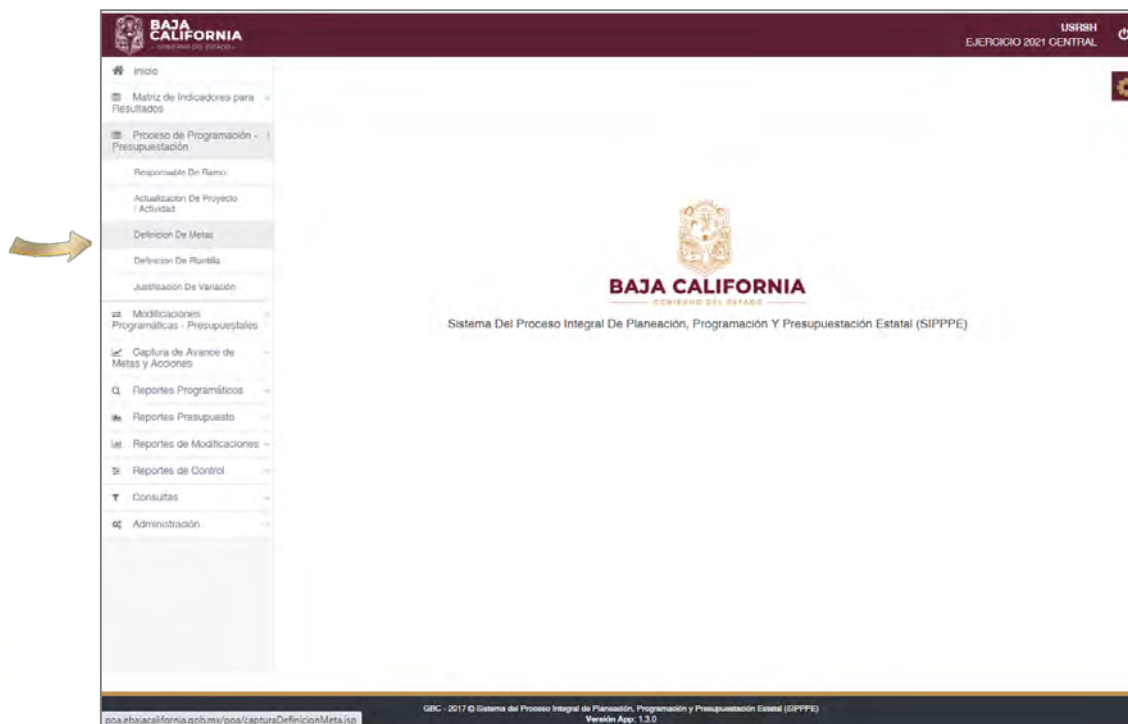 BAJA
CALIFORNIA
USRSH
EJERCICIO 2021 CENTRAL
Inicio
Matriz de Indicadores para
Resultados
Proceso de Programación -
Presupuestación
Responsable De Ramo
Actualizacion De Proyecto
/ Actividad
Definicion De Metas
Definicion De Plantilla
Justificación De Variación
Modificaciones
Programáticas - Presupuestales
Captura de Avance de
Metas y Acciones
Reportes Programáticos
Reportes Presupuesto
Reportes de Modificaciones
Reportes de Control
Consultas
Administración
BAJA CALIFORNIA
GOBIERNO DEL ESTADO
Sistema Del Proceso Integral De Planeación, Programación Y Presupuestación Estatal (SIPPPE)
GBC - 2017 © Sistema del Proceso Integral de Planeación, Programación y Presupuestación Estatal (SIPPPE)
Versión App: 1.3.0
poa.ebajacalifornia.gob.mx/poa/capturaDefinicionMeta.jsp